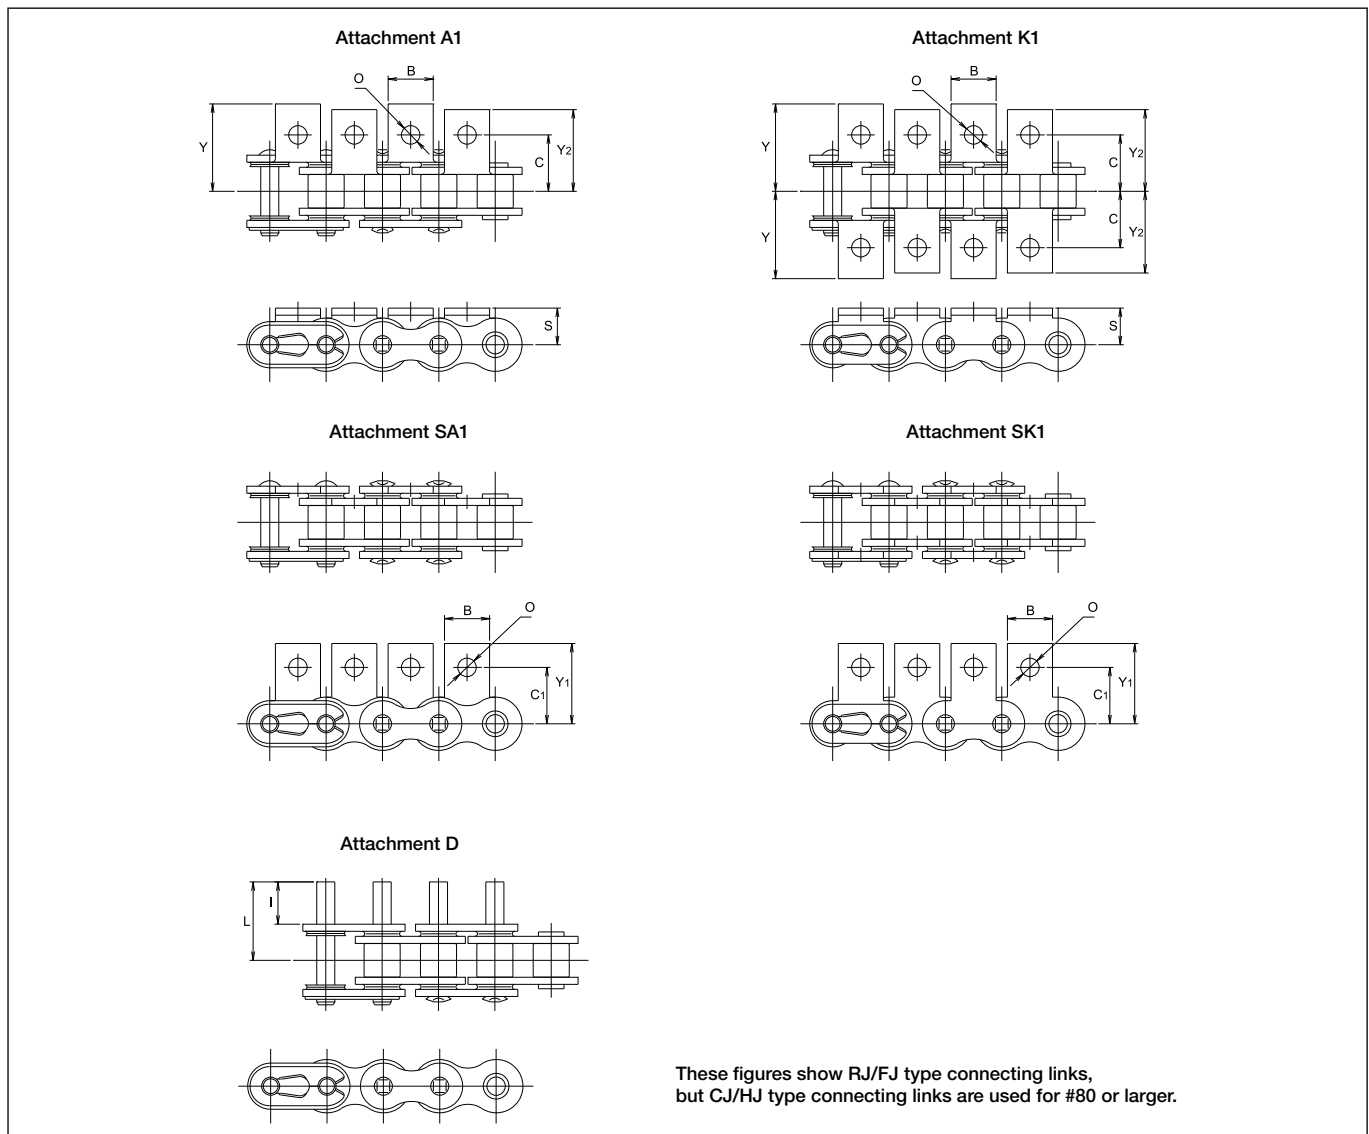 Attachment A1
Attachment K1
O
B
Y
C
Y2
S
O
B
Y
C
Y2
Y
C
Y2
S
Attachment SA1
Attachment SK1
B
O
C1
Y1
B
O
C1
Y1
Attachment D
L
I
These figures show RJ/FJ type connecting links,
but CJ/HJ type connecting links are used for #80 or larger.